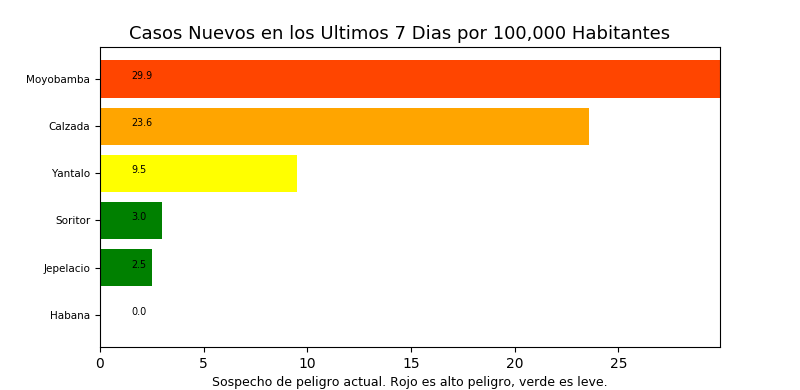 Casos Nuevos en los Ultimos 7 Dias por 100,000 Habitantes
Moyobamba 29.9
Calzada 23.6
Yantalo 9.5
Soritor 3.0
Jepelacio 2.5
Habana 0.0
0 5 10 15 20 25
Sospecho de peligro actual. Rojo es alto peligro, verde es leve.